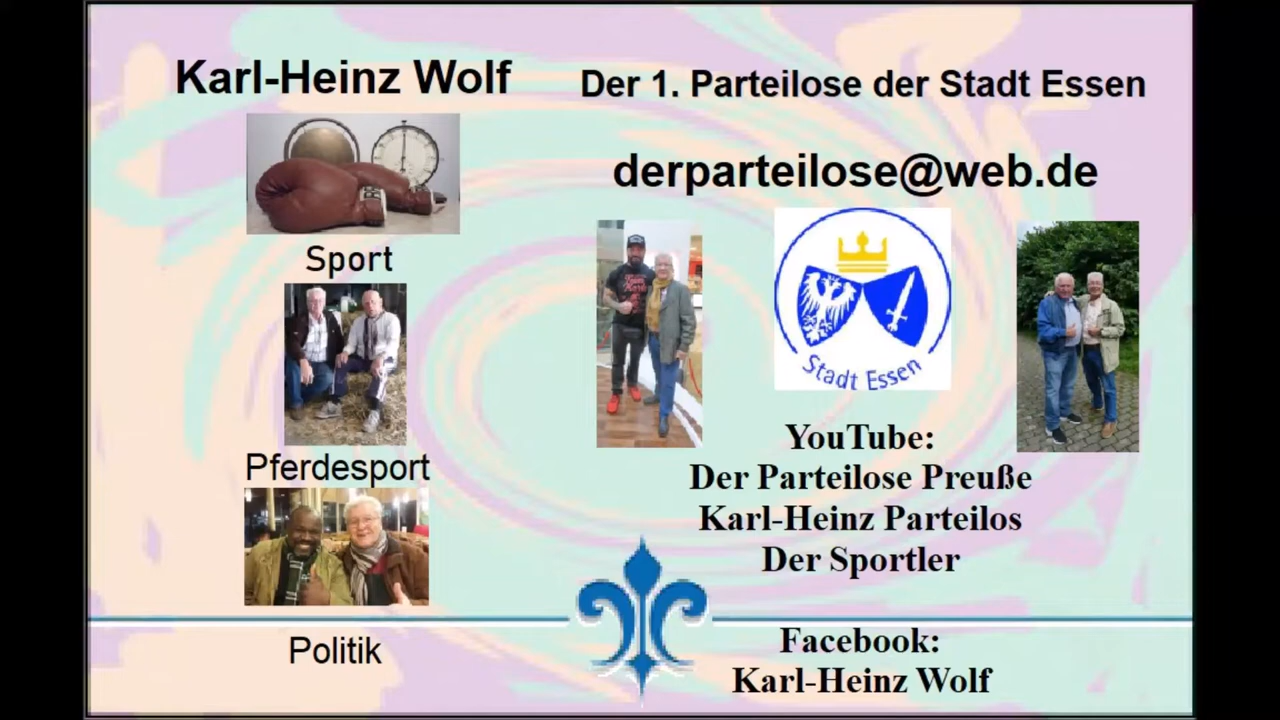 Karl-Heinz Wolf
Der 1. Parteilose der Stadt Essen
derparteilose@web.de
Sport
Pferdesport
Politik
Stadt Essen
YouTube:
Der Parteilose Preuße
Karl-Heinz Parteilos
Der Sportler
Facebook:
Karl-Heinz Wolf